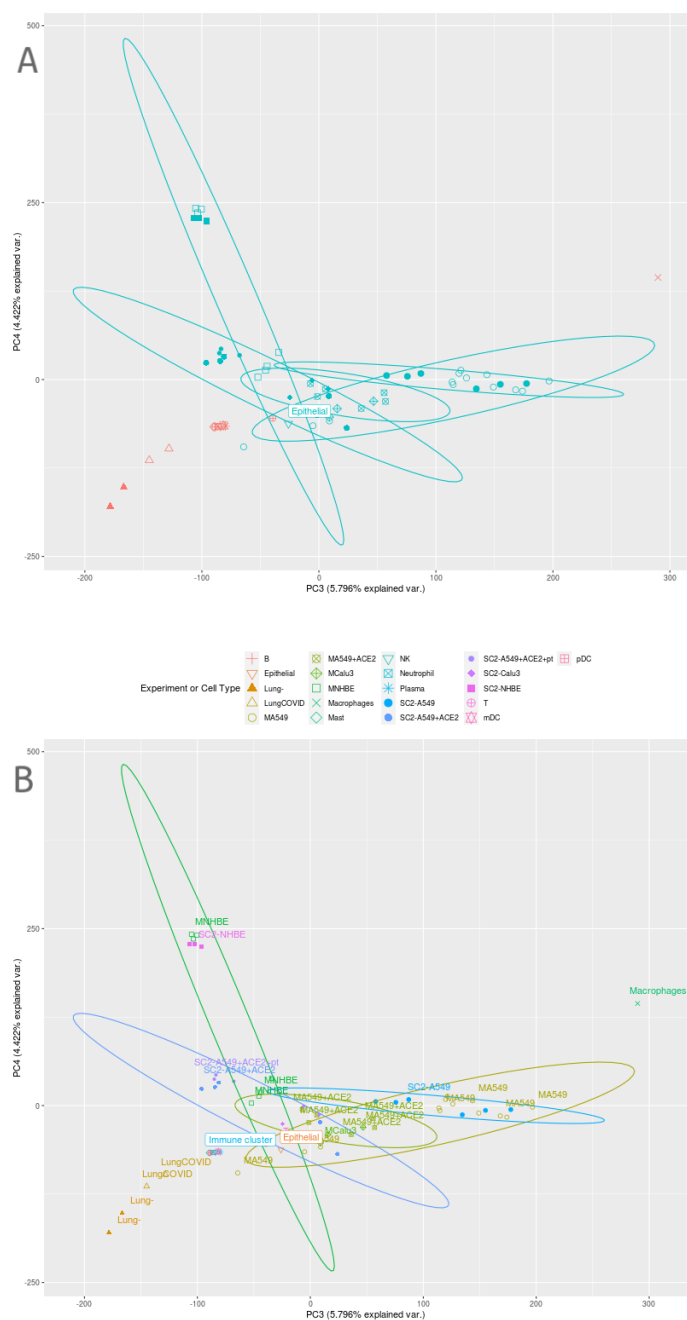 A
500
250
0
-250
PC4 (4.422% explained var.)
Epithelial
-200 -100 0 100 200 300
PC3 (5.796% explained var.)
Experiment or Cell Type
B MA549+ACE2 NK SC2-A549+ACE2+pt pDC
Epithelial MCalu3 Neutrophil SC2-Calu3
Lung- MNHBE Plasma SC2-NHBE
LungCOVID Macrophages SC2-A549 T
MA549 Mast SC2-A549+ACE2 mDC
B
500
250
0
-250
PC4 (4.422% explained var.)
MNHBE
SC2-NHBE
Macrophages
SC2-A549+ACE2+pt
SC2-A549+ACE2
MNHBE
MNHBE
SC2-A549
MA549
MA549
MA549
MA549
MA549+ACE2
MA549+ACE2
MA549+ACE2
MA549+ACE2
MA549+ACE2
MCalu3
Immune cluster
Epithelial
LungCOVID
LungCOVID
MA549
Lung-
Lung-
-200 -100 0 100 200 300
PC3 (5.796% explained var.)